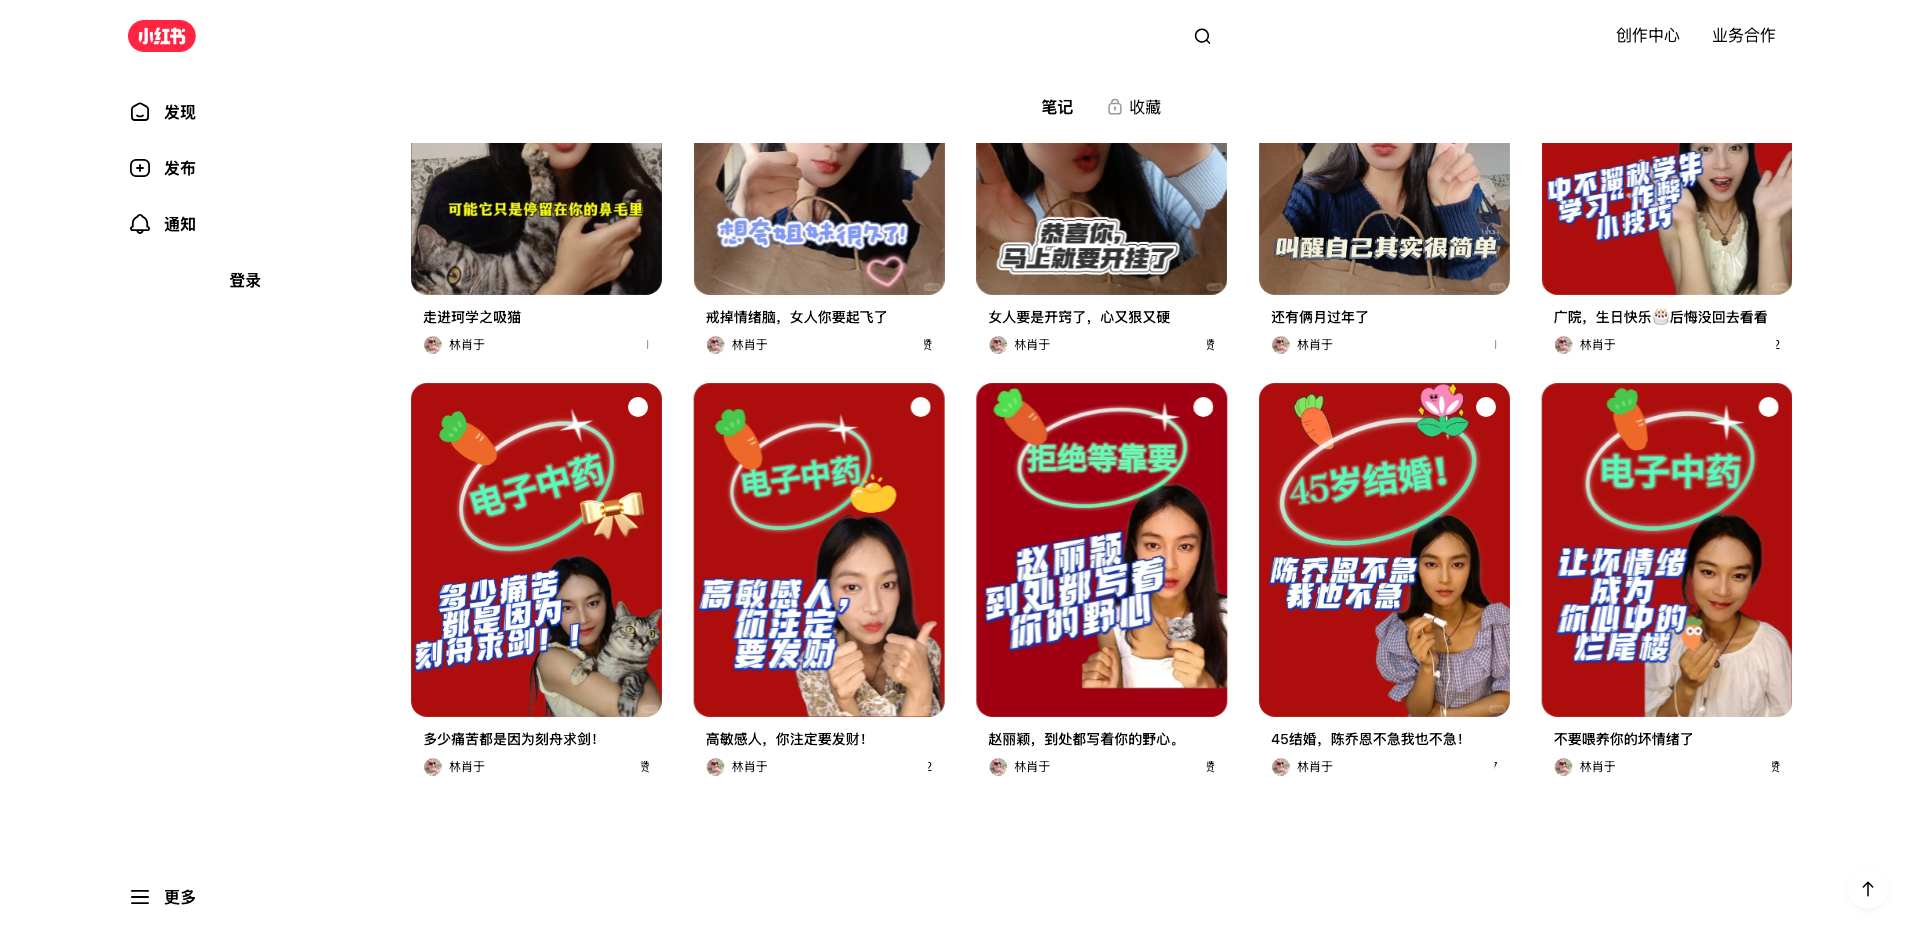 小红书
创作中心
业务合作
发现
发布
通知
登录
更多
笔记
收藏
可能它只是停留在你的鼻毛里
走进珂学之吸猫
林肖于
想夸姐妹很久了!
戒掉情绪脑，女人你要起飞了
林肖于
赞
恭喜你,
马上就要开挂了
女人要是开窍了，心又狠又硬
林肖于
赞
叫醒自己其实很简单
还有俩月过年了
林肖于
中不溜秋学生
学习“作弊”
小技巧
广院，生日快乐🎂后悔没回去看看
林肖于
2
电子中药
多少痛苦
都是因为
刻舟求剑！！
多少痛苦都是因为刻舟求剑！
林肖于
赞
电子中药
高敏感人，
你注定
要发财
高敏感人，你注定要发财！
林肖于
2
拒绝等靠要
赵丽颖
到处都写着
你的野心
赵丽颖，到处都写着你的野心。
林肖于
赞
45岁结婚！
陈乔恩不急
我也不急
45结婚，陈乔恩不急我也不急！
林肖于
7
电子中药
让坏情绪
成为
你心中的
烂尾楼
不要喂养你的坏情绪了
林肖于
赞